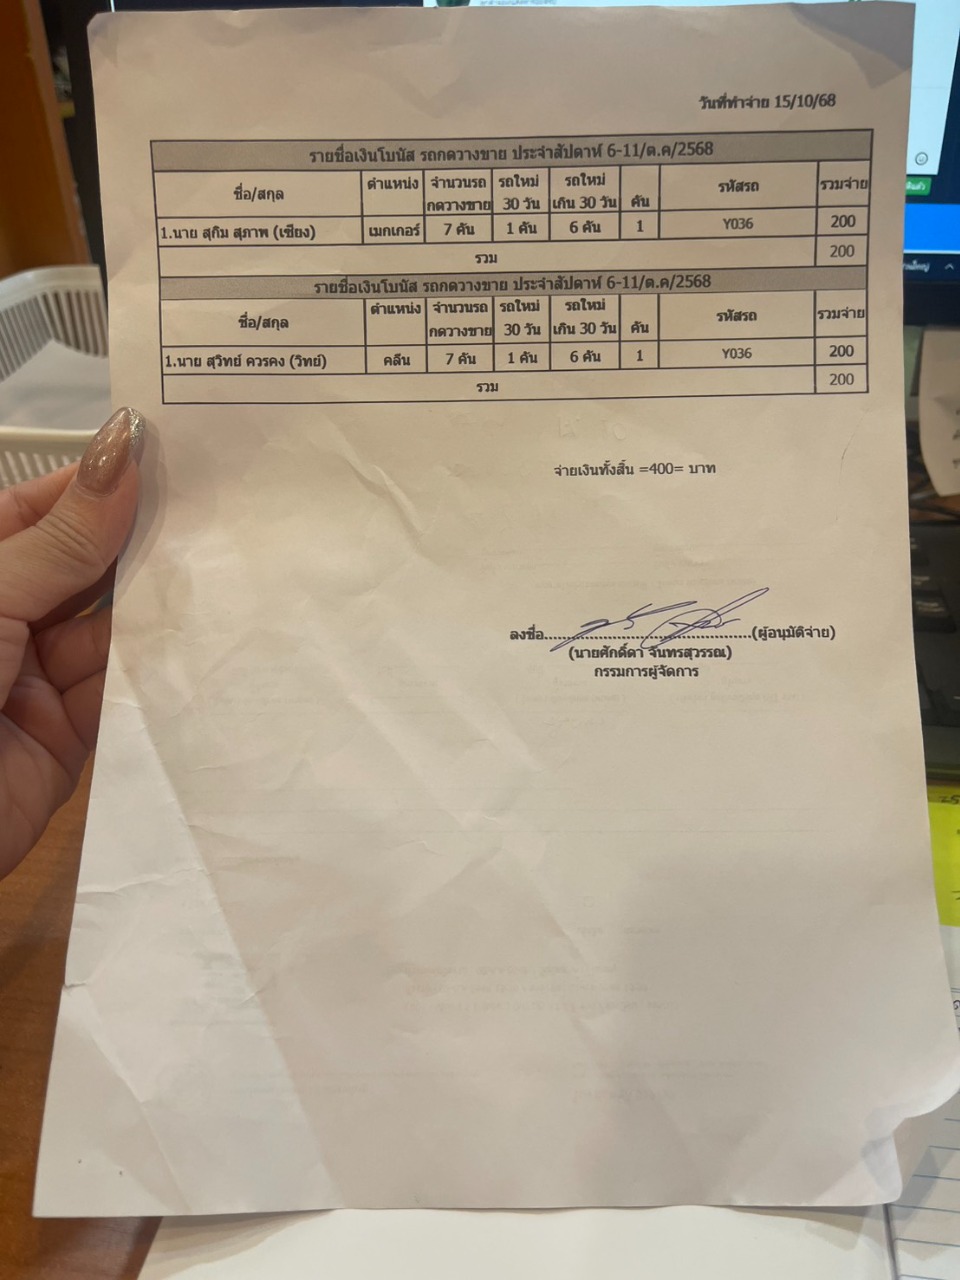 วันที่ทำจ่าย 15/10/68
รายชื่อเงินโบนัส รถกดวางขาย ประจำสัปดาห์ 6-11/ต.ค/2568
ชื่อ/สกุล ตำแหน่ง จำนวนรถกดวางขาย รถใหม่ 30 วัน รถใหม่ เกิน 30 วัน คัน รหัสรถ รวมจ่าย
1.นาย สุกิม สุภาพ (เซียง) เมกเกอร์ 7 คัน 1 คัน 6 คัน 1 Y036 200
รวม 200
รายชื่อเงินโบนัส รถกดวางขาย ประจำสัปดาห์ 6-11/ต.ค/2568
ชื่อ/สกุล ตำแหน่ง จำนวนรถกดวางขาย รถใหม่ 30 วัน รถใหม่ เกิน 30 วัน คัน รหัสรถ รวมจ่าย
1.นาย สุวิทย์ ควรคง (วิทย์) คลีน 7 คัน 1 คัน 6 คัน 1 Y036 200
รวม 200
จ่ายเงินทั้งสิ้น =400= บาท
ลงชื่อ................................................(ผู้อนุมัติจ่าย)
(นายศักดิ์ดา จันทรสุวรรณ)
กรรมการผู้จัดการ